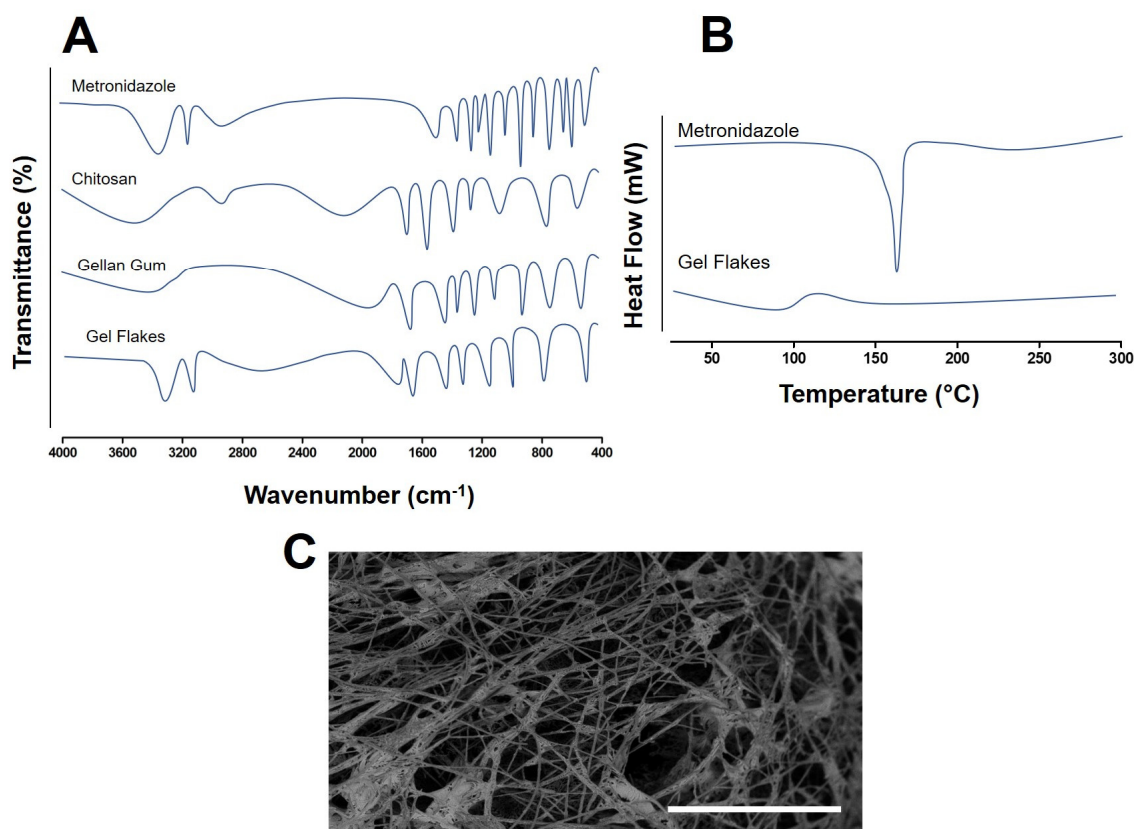 A
Metronidazole
Chitosan
Gellan Gum
Gel Flakes
Transmittance (%)
4000 3600 3200 2800 2400 2000 1600 1200 800 400
Wavenumber (cm⁻¹)
B
Metronidazole
Gel Flakes
Heat Flow (mW)
50 100 150 200 250 300
Temperature (°C)
C